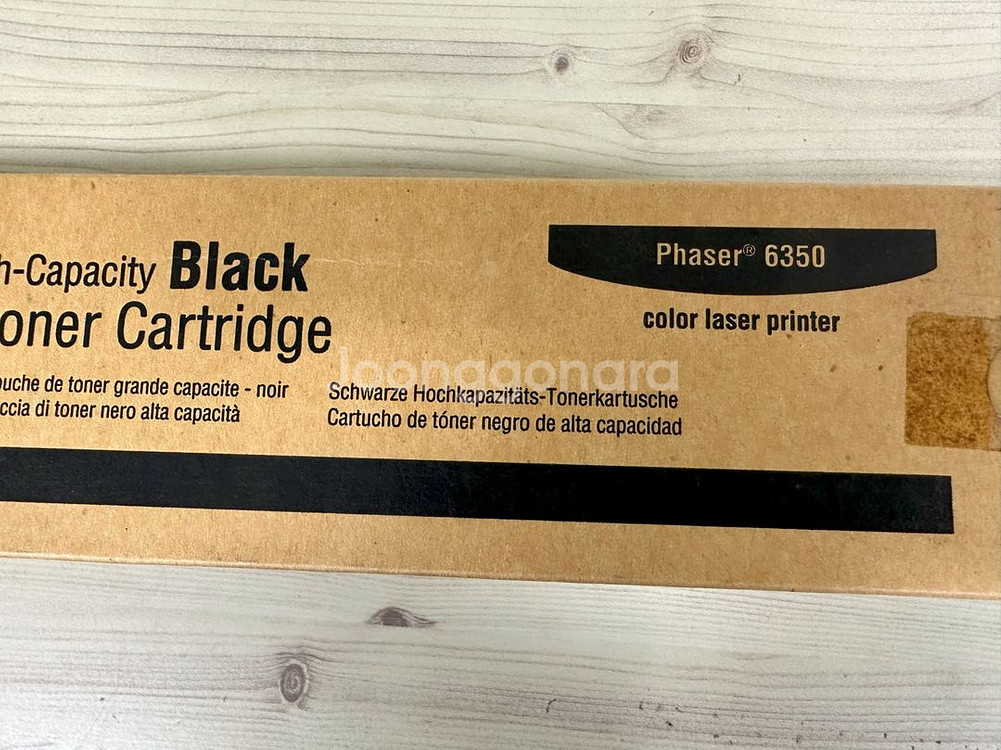 h-Capacity Black
oner Cartridge
ouche de toner grande capacite - noir
ccia di toner nero alta capacità
Schwarze Hochkapazitäts-Tonerkartusche
Cartucho de tóner negro de alta capacidad
Phaser® 6350
color laser printer
joonggonara